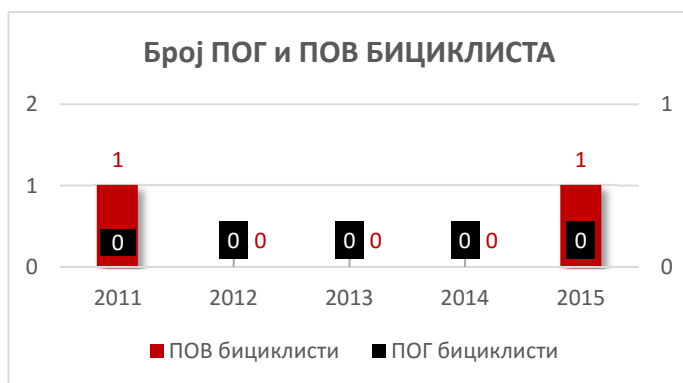 Број ПОГ и ПОВ БИЦИКЛИСТА
2 1
1 1
1
0 0 0 0 0 0 0 0
0 0
2011 2012 2013 2014 2015
ПОВ бициклисти ПОГ бициклисти